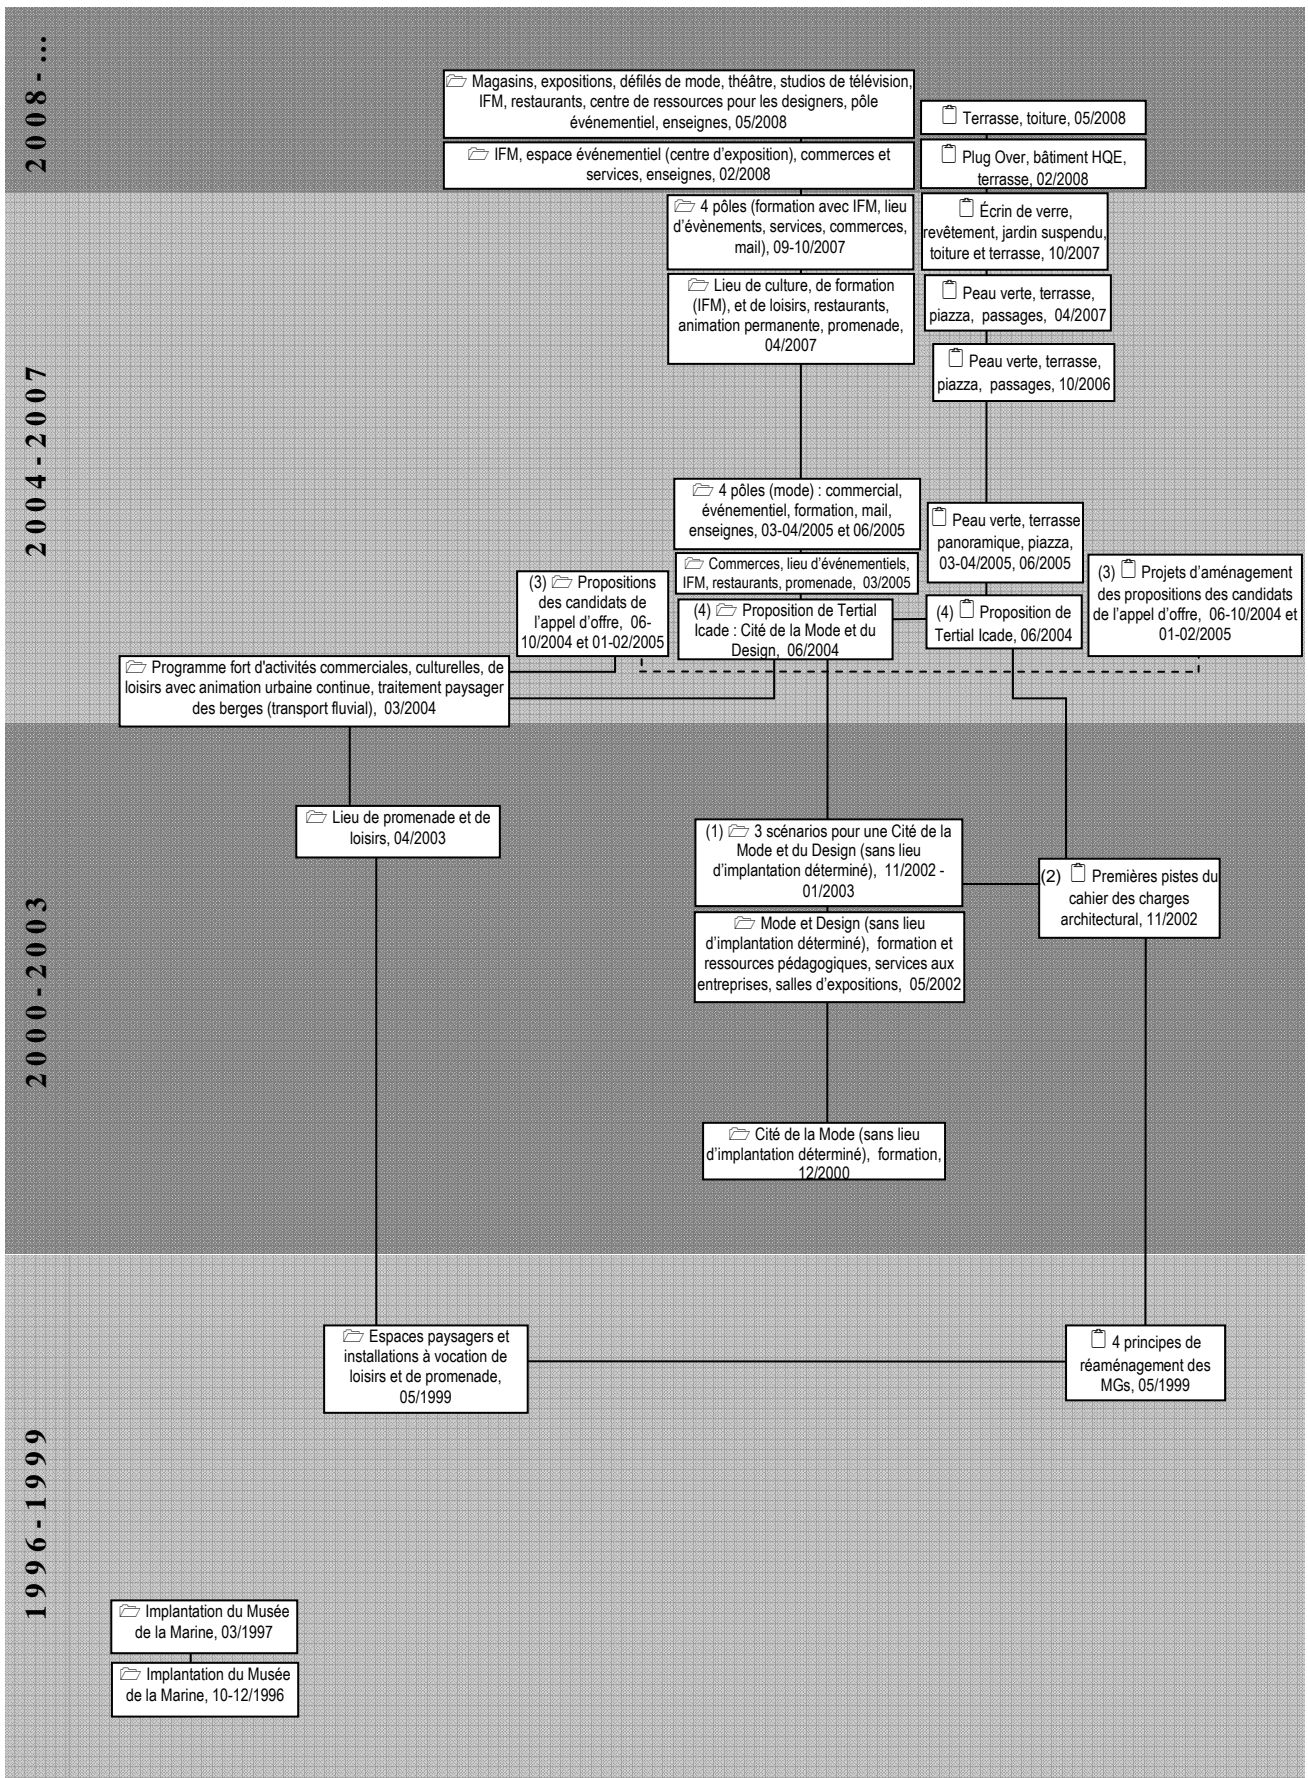 2008-...
Magasins, expositions, défilés de mode, théâtre, studios de télévision,
IFM, restaurants, centre de ressources pour les designers, pôle
événementiel, enseignes, 05/2008
Terrasse, toiture, 05/2008
IFM, espace événementiel (centre d'exposition), commerces et
services, enseignes, 02/2008
Plug Over, bâtiment HQE,
terrasse, 02/2008
2004-2007
4 pôles (formation avec IFM, lieu
d'évènements, services, commerces,
mail), 09-10/2007
Écrin de verre,
revêtement, jardin suspendu,
toiture et terrasse, 10/2007
Lieu de culture, de formation
(IFM), et de loisirs, restaurants,
animation permanente, promenade,
04/2007
Peau verte, terrasse,
piazza, passages, 04/2007
Peau verte, terrasse,
piazza, passages, 10/2006
4 pôles (mode) : commercial,
événementiel, formation, mail,
enseignes, 03-04/2005 et 06/2005
Peau verte, terrasse
panoramique, piazza,
03-04/2005, 06/2005
Commerces, lieu d'événementiels,
IFM, restaurants, promenade, 03/2005
(3) Propositions
des candidats de
l'appel d'offre, 06-
10/2004 et 01-02/2005
(4) Proposition de Tertial
Icade : Cité de la Mode et du
Design, 06/2004
(4) Proposition de
Tertial Icade, 06/2004
(3) Projets d'aménagement
des propositions des candidats
de l'appel d'offre, 06-10/2004 et
01-02/2005
Programme fort d'activités commerciales, culturelles, de
loisirs avec animation urbaine continue, traitement paysager
des berges (transport fluvial), 03/2004
2000-2003
Lieu de promenade et de
loisirs, 04/2003
(1) 3 scénarios pour une Cité de la
Mode et du Design (sans lieu
d'implantation déterminé), 11/2002 -
01/2003
(2) Premières pistes du
cahier des charges
architectural, 11/2002
Mode et Design (sans lieu
d'implantation déterminé), formation et
ressources pédagogiques, services aux
entreprises, salles d'expositions, 05/2002
Cité de la Mode (sans lieu
d'implantation déterminé), formation,
12/2000
1996-1999
Espaces paysagers et
installations à vocation de
loisirs et de promenade,
05/1999
4 principes de
réaménagement des
MGs, 05/1999
Implantation du Musée
de la Marine, 03/1997
Implantation du Musée
de la Marine, 10-12/1996